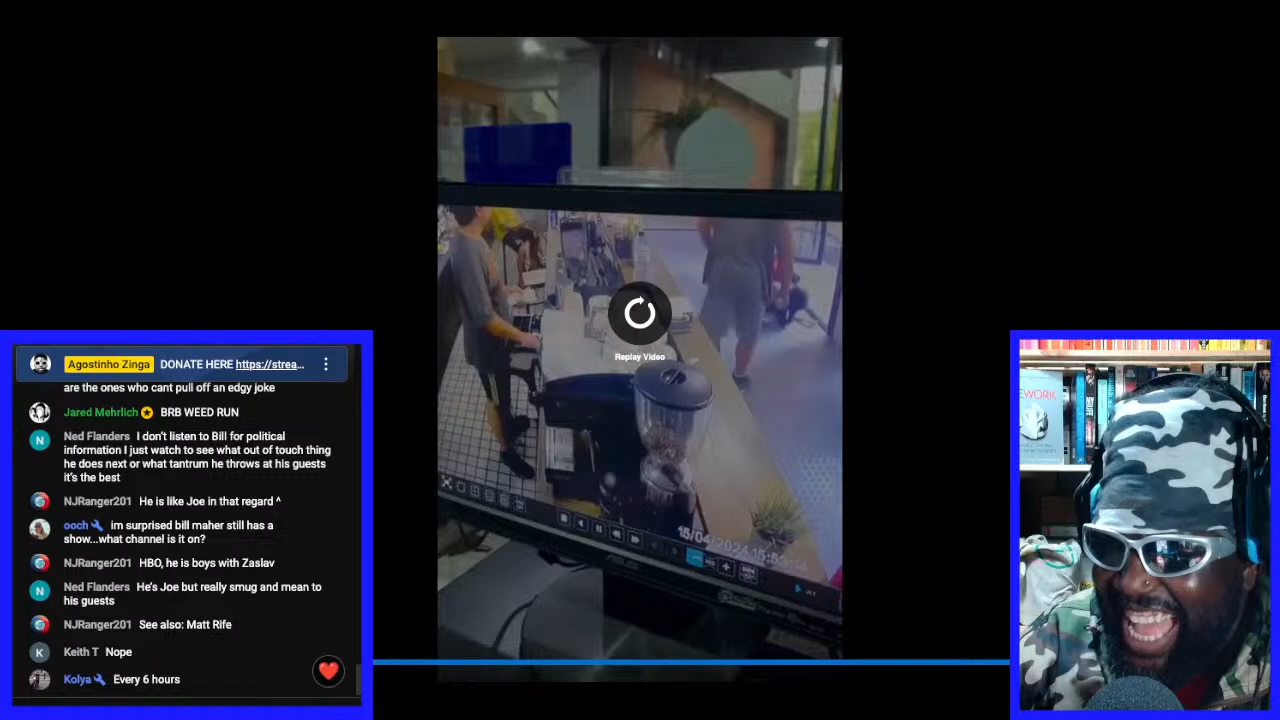 Agostinho Zinga DONATE HERE https://strea...
are the ones who cant pull off an edgy joke
Jared Mehrlich BRB WEED RUN
N
Ned Flanders I don't listen to Bill for political
information I just watch to see what out of touch thing
he does next or what tantrum he throws at his guests
it's the best
NJRanger201 He is like Joe in that regard ^
ooch im surprised bill maher still has a
show...what channel is it on?
NJRanger201 HBO, he is boys with Zaslav
N
Ned Flanders He's Joe but really smug and mean to
his guests
NJRanger201 See also: Matt Rife
K
Keith T Nope
Kolya Every 6 hours
Replay Video
EWORK